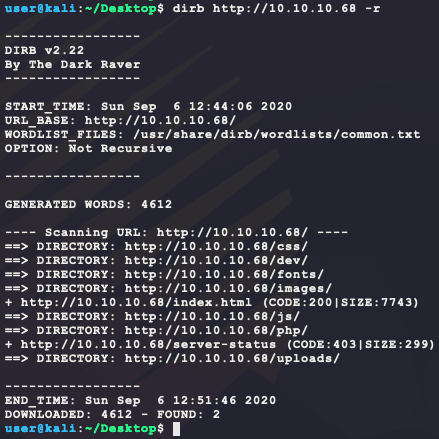 user@kali:~/Desktop$ dirb http://10.10.10.68 -r
-----------------
DIRB v2.22
By The Dark Raver
-----------------
START_TIME: Sun Sep  6 12:44:06 2020
URL_BASE: http://10.10.10.68/
WORDLIST_FILES: /usr/share/dirb/wordlists/common.txt
OPTION: Not Recursive
-----------------
GENERATED WORDS: 4612
---- Scanning URL: http://10.10.10.68/ ----
==> DIRECTORY: http://10.10.10.68/css/
==> DIRECTORY: http://10.10.10.68/dev/
==> DIRECTORY: http://10.10.10.68/fonts/
==> DIRECTORY: http://10.10.10.68/images/
+ http://10.10.10.68/index.html (CODE:200|SIZE:7743)
==> DIRECTORY: http://10.10.10.68/js/
==> DIRECTORY: http://10.10.10.68/php/
+ http://10.10.10.68/server-status (CODE:403|SIZE:299)
==> DIRECTORY: http://10.10.10.68/uploads/
-----------------
END_TIME: Sun Sep  6 12:51:46 2020
DOWNLOADED: 4612 - FOUND: 2
user@kali:~/Desktop$